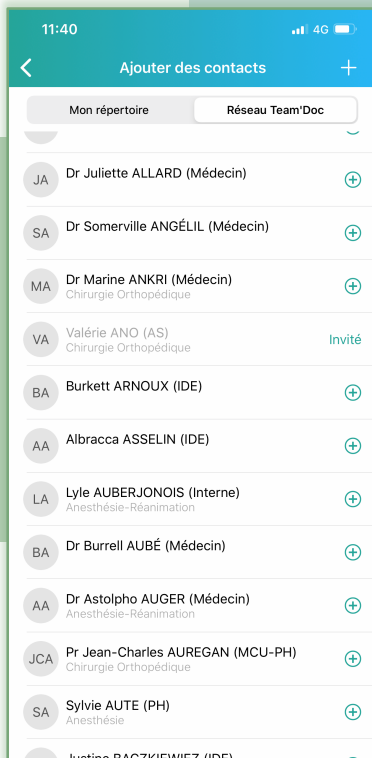 11:40
4G
Ajouter des contacts
Mon répertoire
Réseau Team'Doc
JA
Dr Juliette ALLARD (Médecin)
SA
Dr Somerville ANGÉLIL (Médecin)
MA
Dr Marine ANKRI (Médecin)
Chirurgie Orthopédique
VA
Valérie ANO (AS)
Chirurgie Orthopédique
Invité
BA
Burkett ARNOUX (IDE)
AA
Albracca ASSELIN (IDE)
LA
Lyle AUBERJONOIS (Interne)
Anesthésie-Réanimation
BA
Dr Burrell AUBÉ (Médecin)
AA
Dr Astolpho AUGER (Médecin)
Anesthésie-Réanimation
JCA
Pr Jean-Charles AUREGAN (MCU-PH)
Chirurgie Orthopédique
SA
Sylvie AUTE (PH)
Anesthésie
Justine BACZKIEWIEZ (IDE)